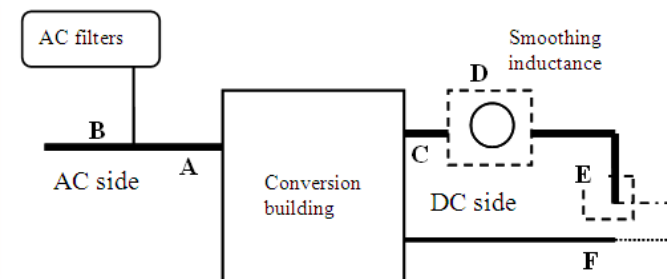 AC filters
Smoothing
inductance
D
B
A
C
E
AC side
Conversion
building
DC side
F